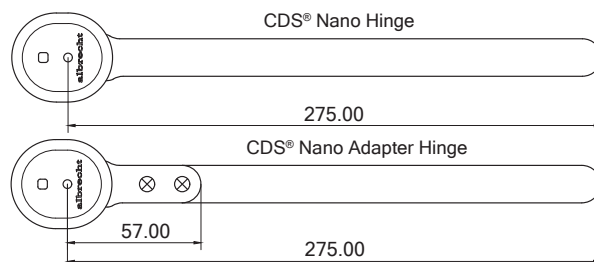 CDS® Nano Hinge
albrecht
275.00
CDS® Nano Adapter Hinge
albrecht
57.00
275.00